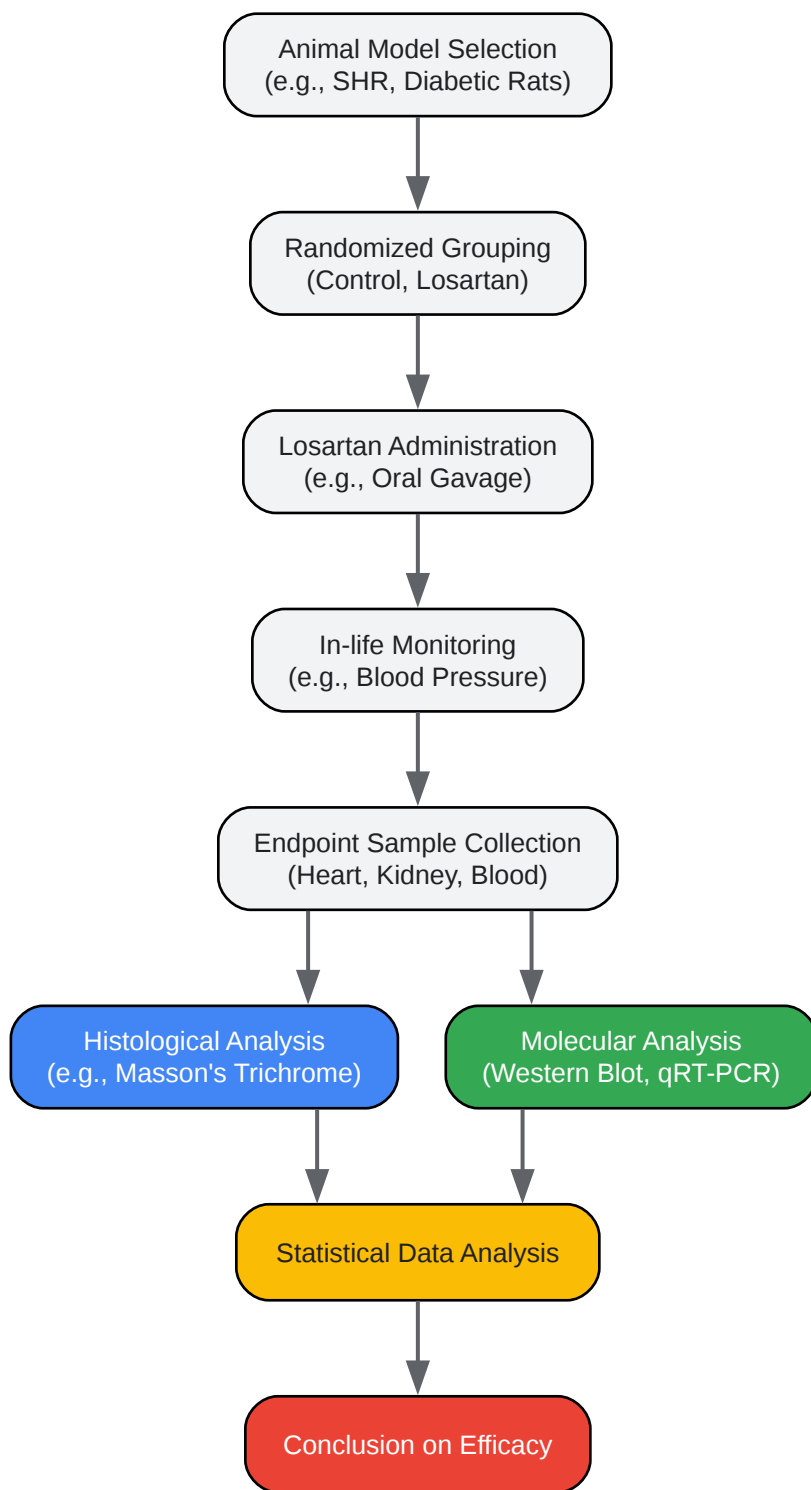 Animal Model Selection
(e.g., SHR, Diabetic Rats)
Randomized Grouping
(Control, Losartan)
Losartan Administration
(e.g., Oral Gavage)
In-life Monitoring
(e.g., Blood Pressure)
Endpoint Sample Collection
(Heart, Kidney, Blood)
Histological Analysis
(e.g., Masson's Trichrome)
Molecular Analysis
(Western Blot, qRT-PCR)
Statistical Data Analysis
Conclusion on Efficacy